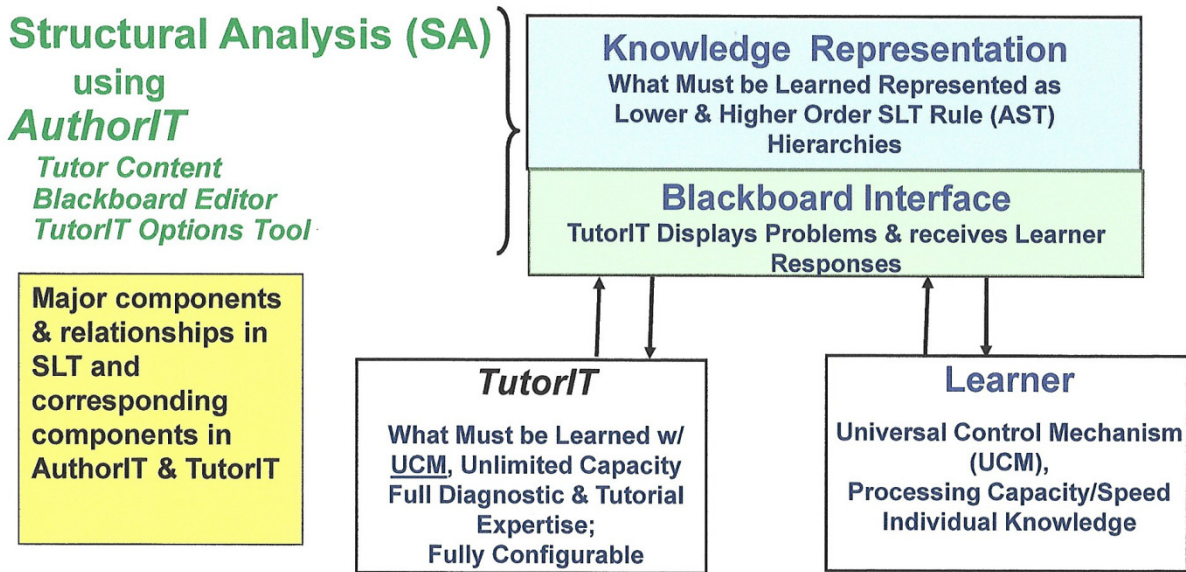 Structural Analysis (SA)
using
AuthorIT
Tutor Content
Blackboard Editor
TutorIT Options Tool
Knowledge Representation
What Must be Learned Represented as
Lower & Higher Order SLT Rule (AST)
Hierarchies
Blackboard Interface
TutorIT Displays Problems & receives Learner
Responses
Major components
& relationships in
SLT and
corresponding
components in
AuthorIT & TutorIT
TutorIT
What Must be Learned w/
UCM, Unlimited Capacity
Full Diagnostic & Tutorial
Expertise;
Fully Configurable
Learner
Universal Control Mechanism
(UCM),
Processing Capacity/Speed
Individual Knowledge